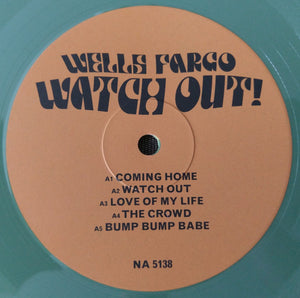 WELLS FARGO
WATCH OUT!
A1 COMING HOME
A2 WATCH OUT
A3 LOVE OF MY LIFE
A4 THE CROWD
A5 BUMP BUMP BABE
NA 5138